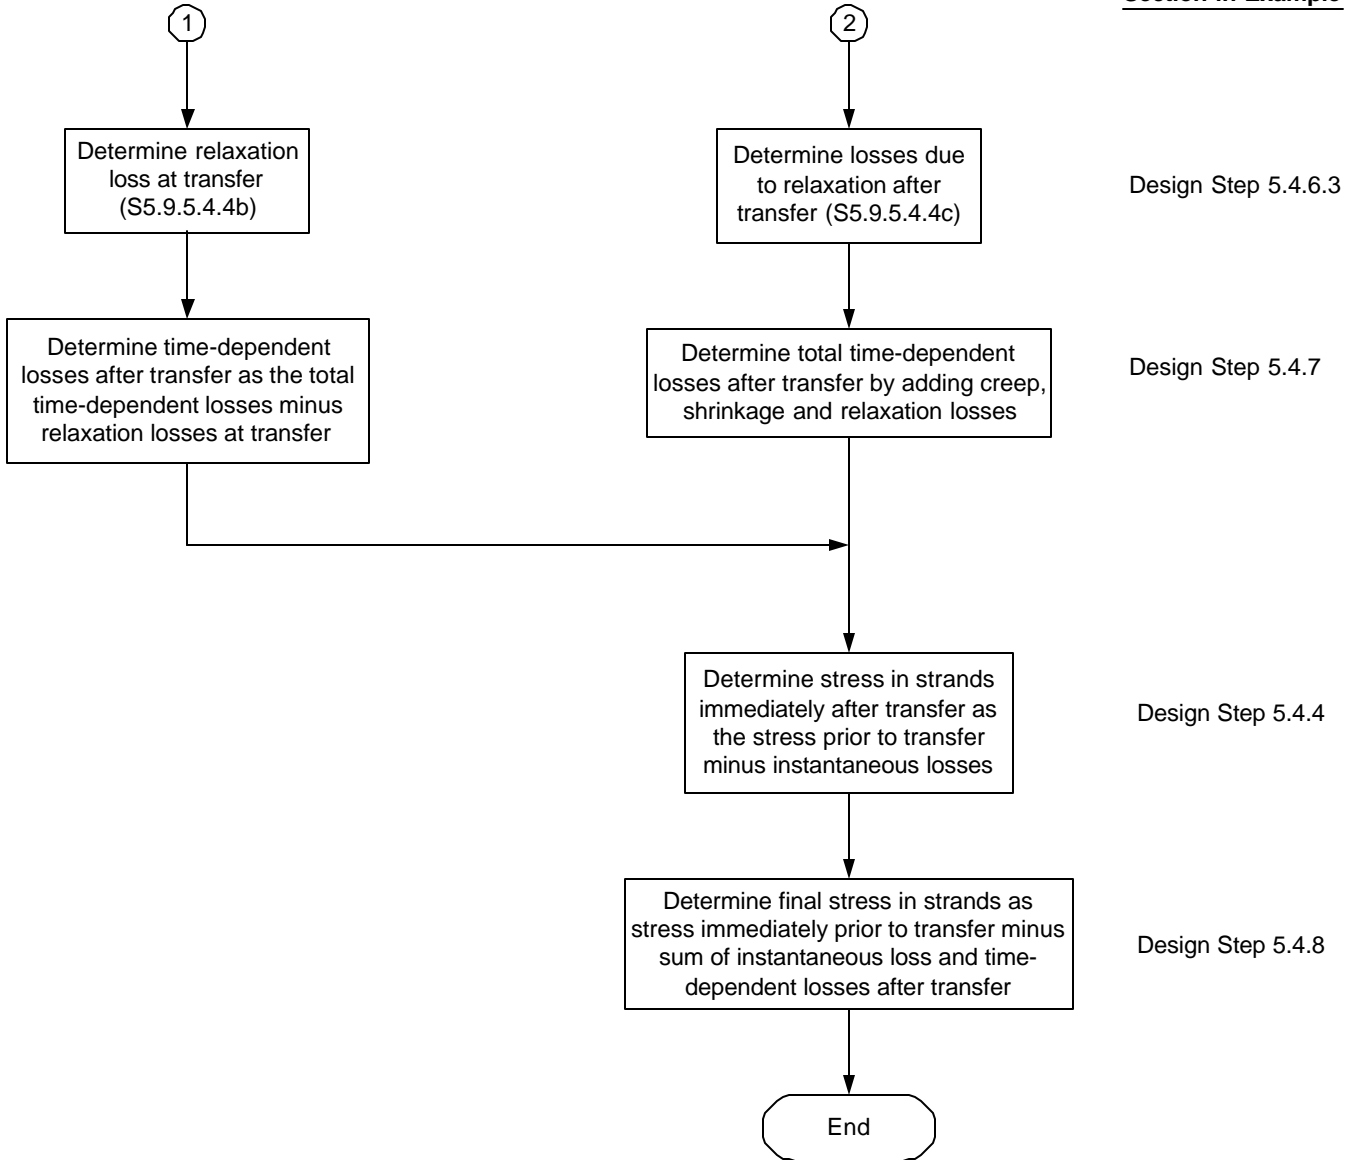 Section in Example
1
2
Determine relaxation
loss at transfer
(S5.9.5.4.4b)
Determine losses due
to relaxation after
transfer (S5.9.5.4.4c)
Design Step 5.4.6.3
Determine time-dependent
losses after transfer as the total
time-dependent losses minus
relaxation losses at transfer
Determine total time-dependent
losses after transfer by adding creep,
shrinkage and relaxation losses
Design Step 5.4.7
Determine stress in strands
immediately after transfer as
the stress prior to transfer
minus instantaneous losses
Design Step 5.4.4
Determine final stress in strands as
stress immediately prior to transfer minus
sum of instantaneous loss and time-
dependent losses after transfer
Design Step 5.4.8
End